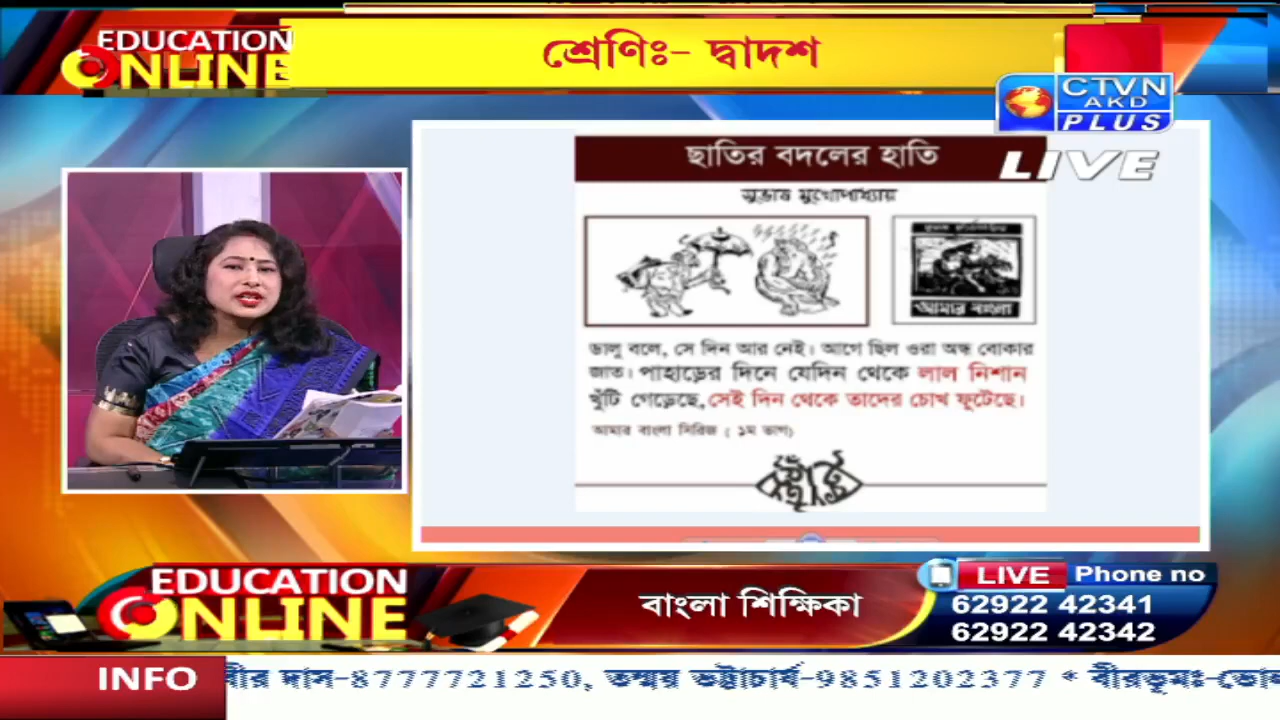 EDUCATION
ONLINE
শ্রেণিঃ- দ্বাদশ
CTVN
AKD
PLUS
LIVE
ছাতির বদলের হাতি
সুভাষ মুখোপাধ্যায়
আমার বাংলা
ডালু বলে, সে দিন আর নেই। আগে ছিল ওরা অন্ধ বোকার
জাত। পাহাড়ের দিনে যেদিন থেকে লাল নিশান
খুঁটি গেড়েছে, সেই দিন থেকে তাদের চোখ ফুটেছে।
আমার বাংলা সিরিজ ( ১ম ভাগ)
EDUCATION
ONLINE
বাংলা শিক্ষিকা
LIVE Phone no
62922 42341
62922 42342
INFO
দাস-8777721250, তন্ময় ভট্টাচার্য-9851202377 * বীরভূমঃ-